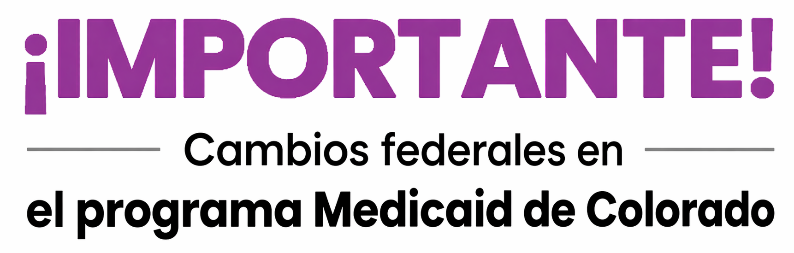 ¡IMPORTANTE!
Cambios federales en
el programa Medicaid de Colorado